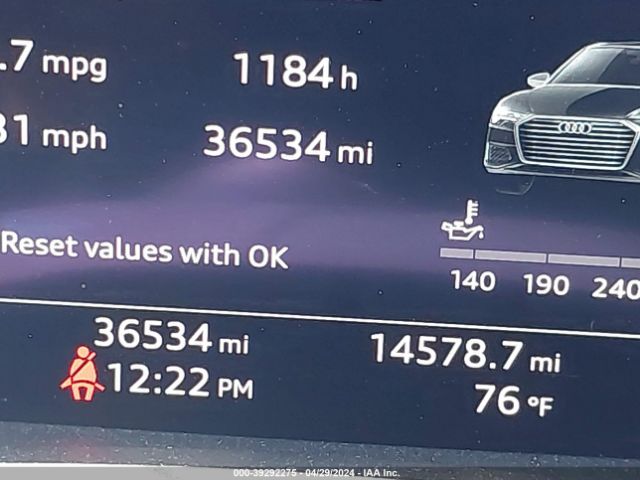 .7 mpg
1184 h
31 mph
36534 mi
Reset values with OK
140 190 240
36534 mi
14578.7 mi
12:22 PM
76 °F
000-39292275 - 04/29/2024 - IAA Inc.